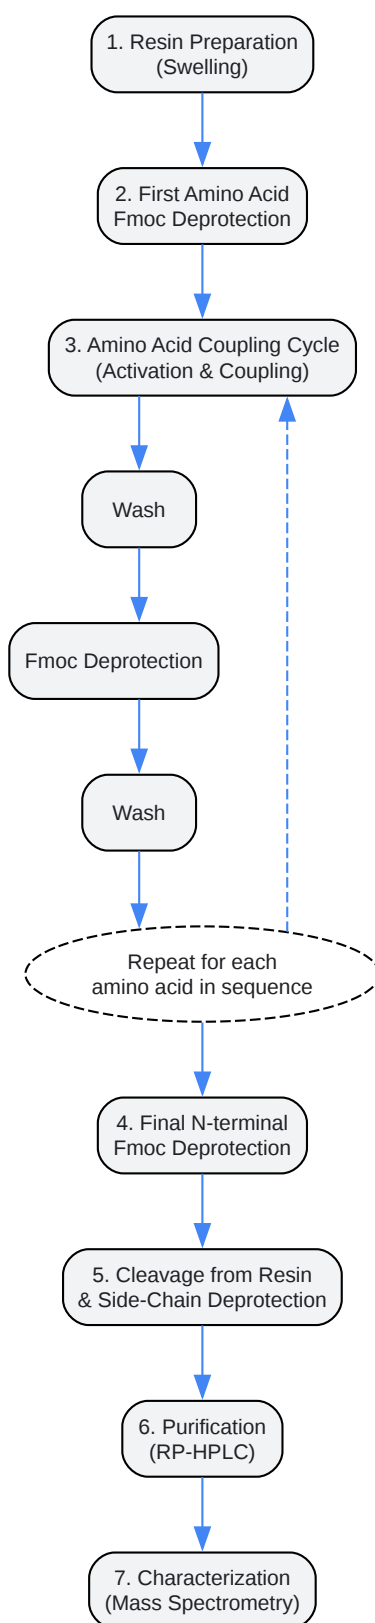 1. Resin Preparation
(Swelling)
2. First Amino Acid
Fmoc Deprotection
3. Amino Acid Coupling Cycle
(Activation & Coupling)
Wash
Fmoc Deprotection
Wash
Repeat for each
amino acid in sequence
4. Final N-terminal
Fmoc Deprotection
5. Cleavage from Resin
& Side-Chain Deprotection
6. Purification
(RP-HPLC)
7. Characterization
(Mass Spectrometry)